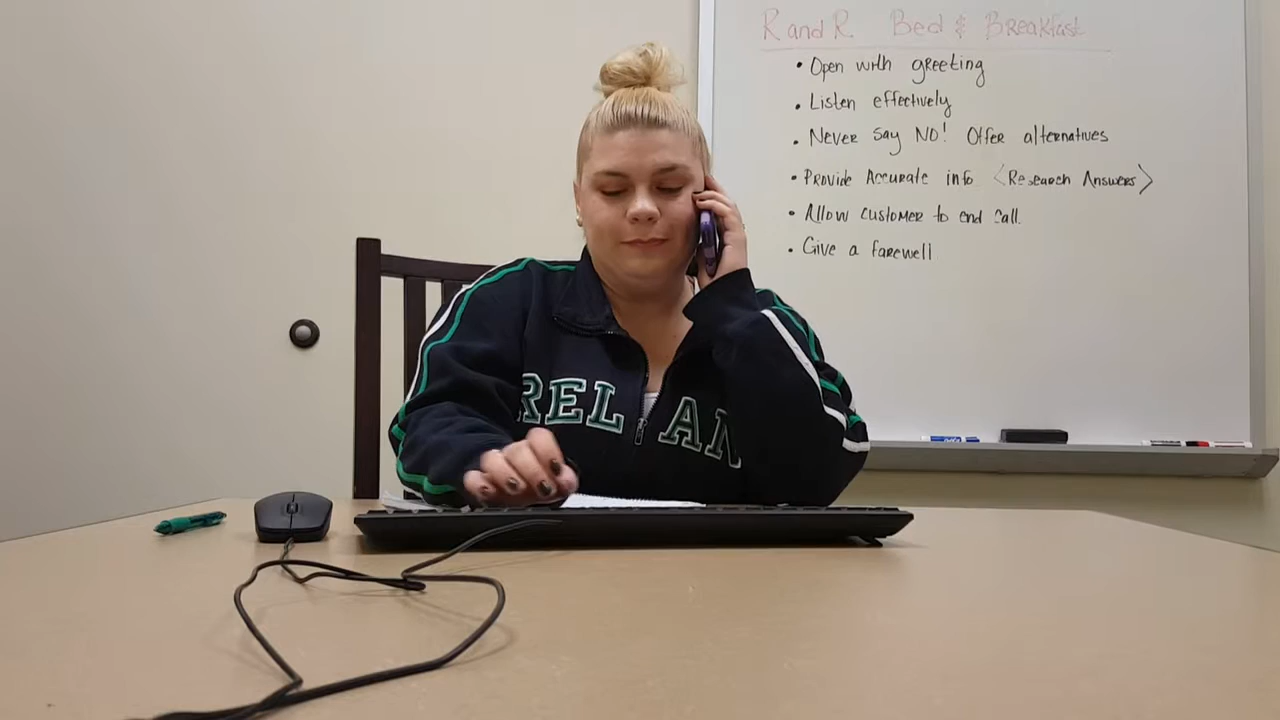 R and R Bed & Breakfast
• Open with greeting
• Listen effectively
• Never Say NO! Offer alternatives
• Provide Accurate info <Research Answers>
• Allow customer to end call.
• Give a farewell
REL AN